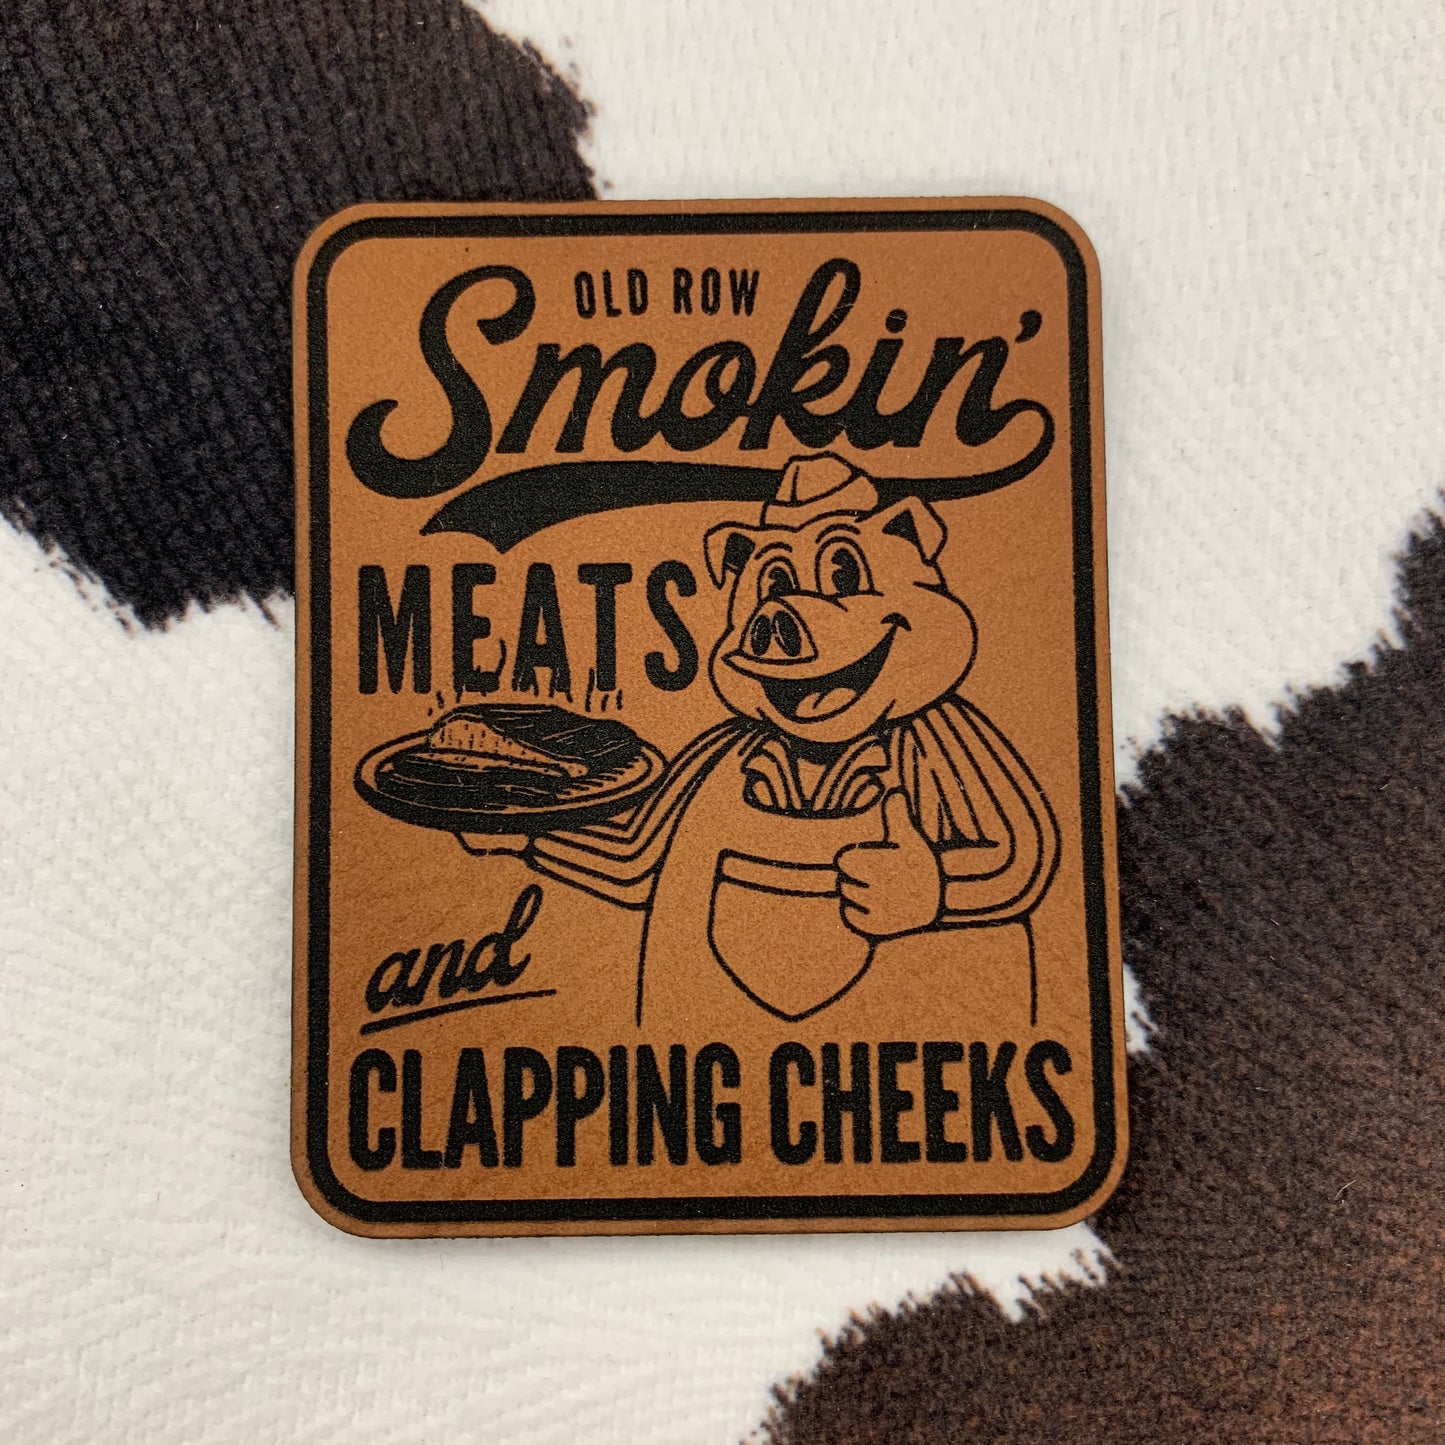 OLD ROW
Smokin'
MEATS
and
CLAPPING CHEEKS